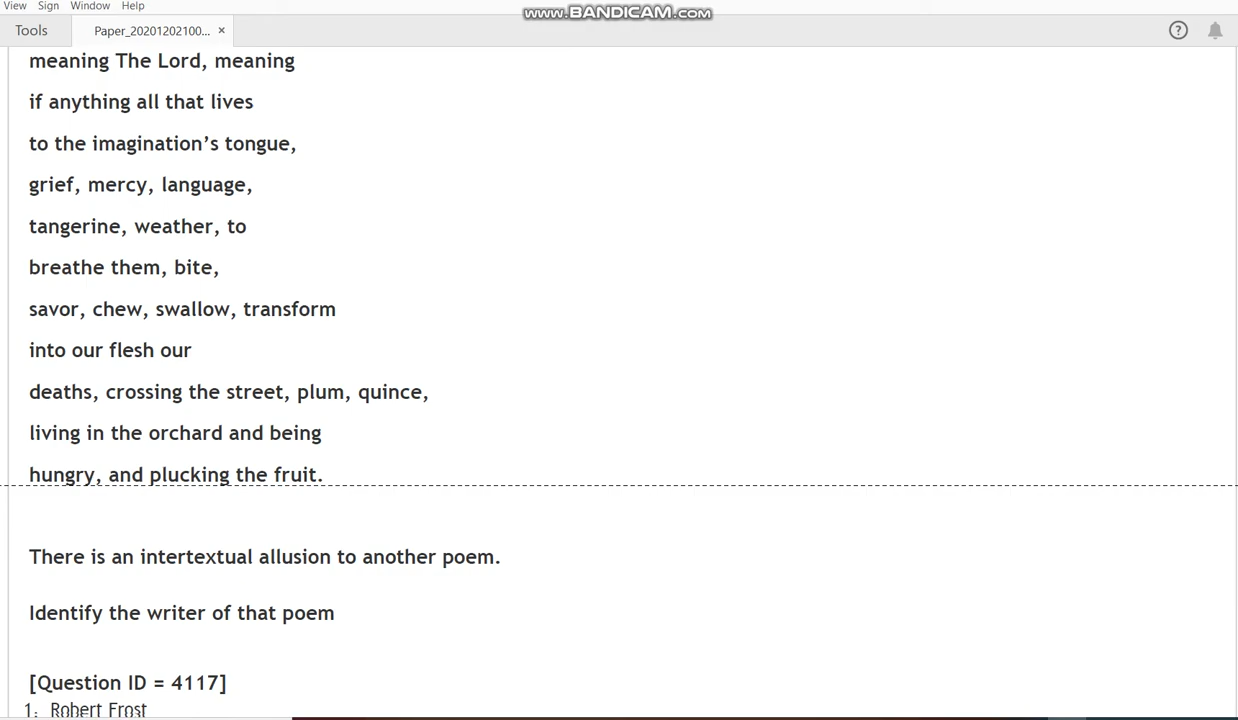 View Sign Window Help
www.BANDICAM.com
Tools Paper_20201202100... ×
meaning The Lord, meaning
if anything all that lives
to the imagination’s tongue,
grief, mercy, language,
tangerine, weather, to
breathe them, bite,
savor, chew, swallow, transform
into our flesh our
deaths, crossing the street, plum, quince,
living in the orchard and being
hungry, and plucking the fruit.
There is an intertextual allusion to another poem.
Identify the writer of that poem
[Question ID = 4117]
1. Robert Frost